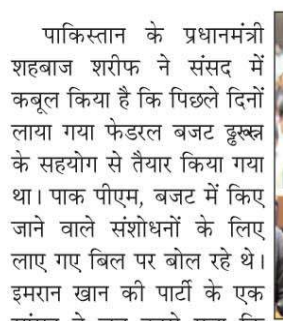 पाकिस्तान के प्रधानमंत्री
शहबाज शरीफ ने संसद में
कबूल किया है कि पिछले दिनों
लाया गया फेडरल बजट
के सहयोग से तैयार किया गया
था। पाक पीएम, बजट में किए
जाने वाले संशोधनों के लिए
लाए गए बिल पर बोल रहे थे।
इमरान खान की पार्टी के एक